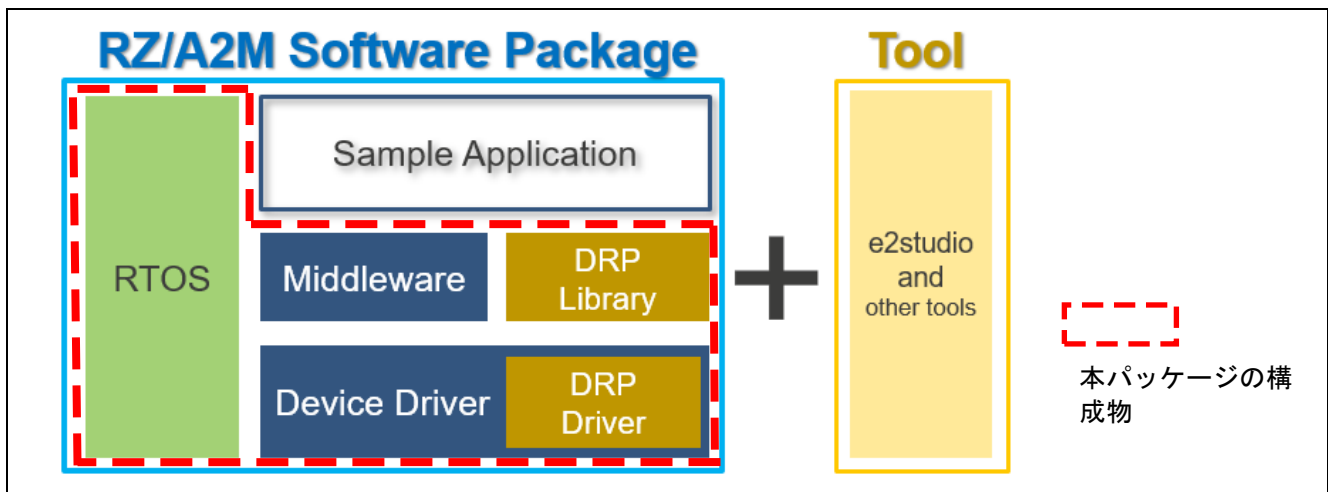 RZ/A2M Software Package
Tool
RTOS
Sample Application
Middleware
DRP
Library
Device Driver
DRP
Driver
e2studio
and
other tools
本パッケージの構
成物